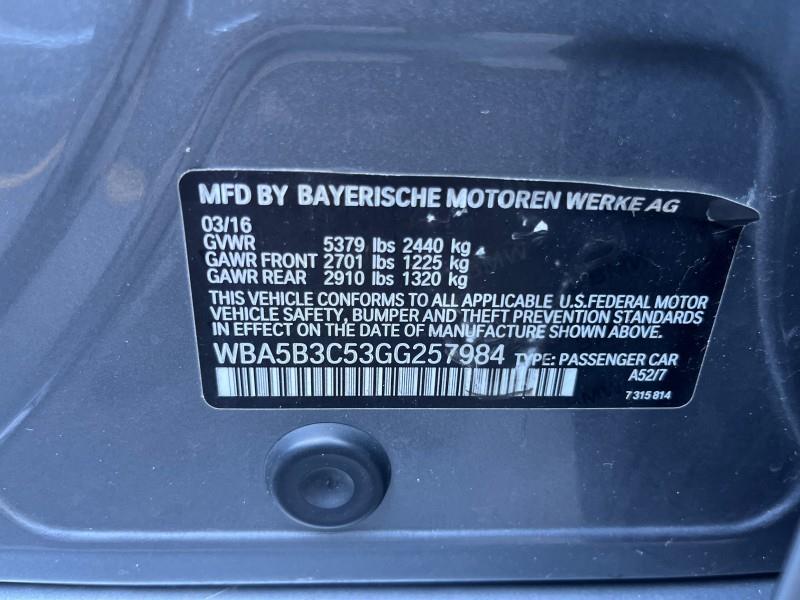 MFD BY BAYERISCHE MOTOREN WERKE AG
03/16
GVWR 5379 lbs 2440 kg
GAWR FRONT 2701 lbs 1225 kg
GAWR REAR 2910 lbs 1320 kg
THIS VEHICLE CONFORMS TO ALL APPLICABLE U.S.FEDERAL MOTOR
VEHICLE SAFETY, BUMPER AND THEFT PREVENTION STANDARDS
IN EFFECT ON THE DATE OF MANUFACTURE SHOWN ABOVE.
WBA5B3C53GG257984 TYPE: PASSENGER CAR
A52/7
7 315 814